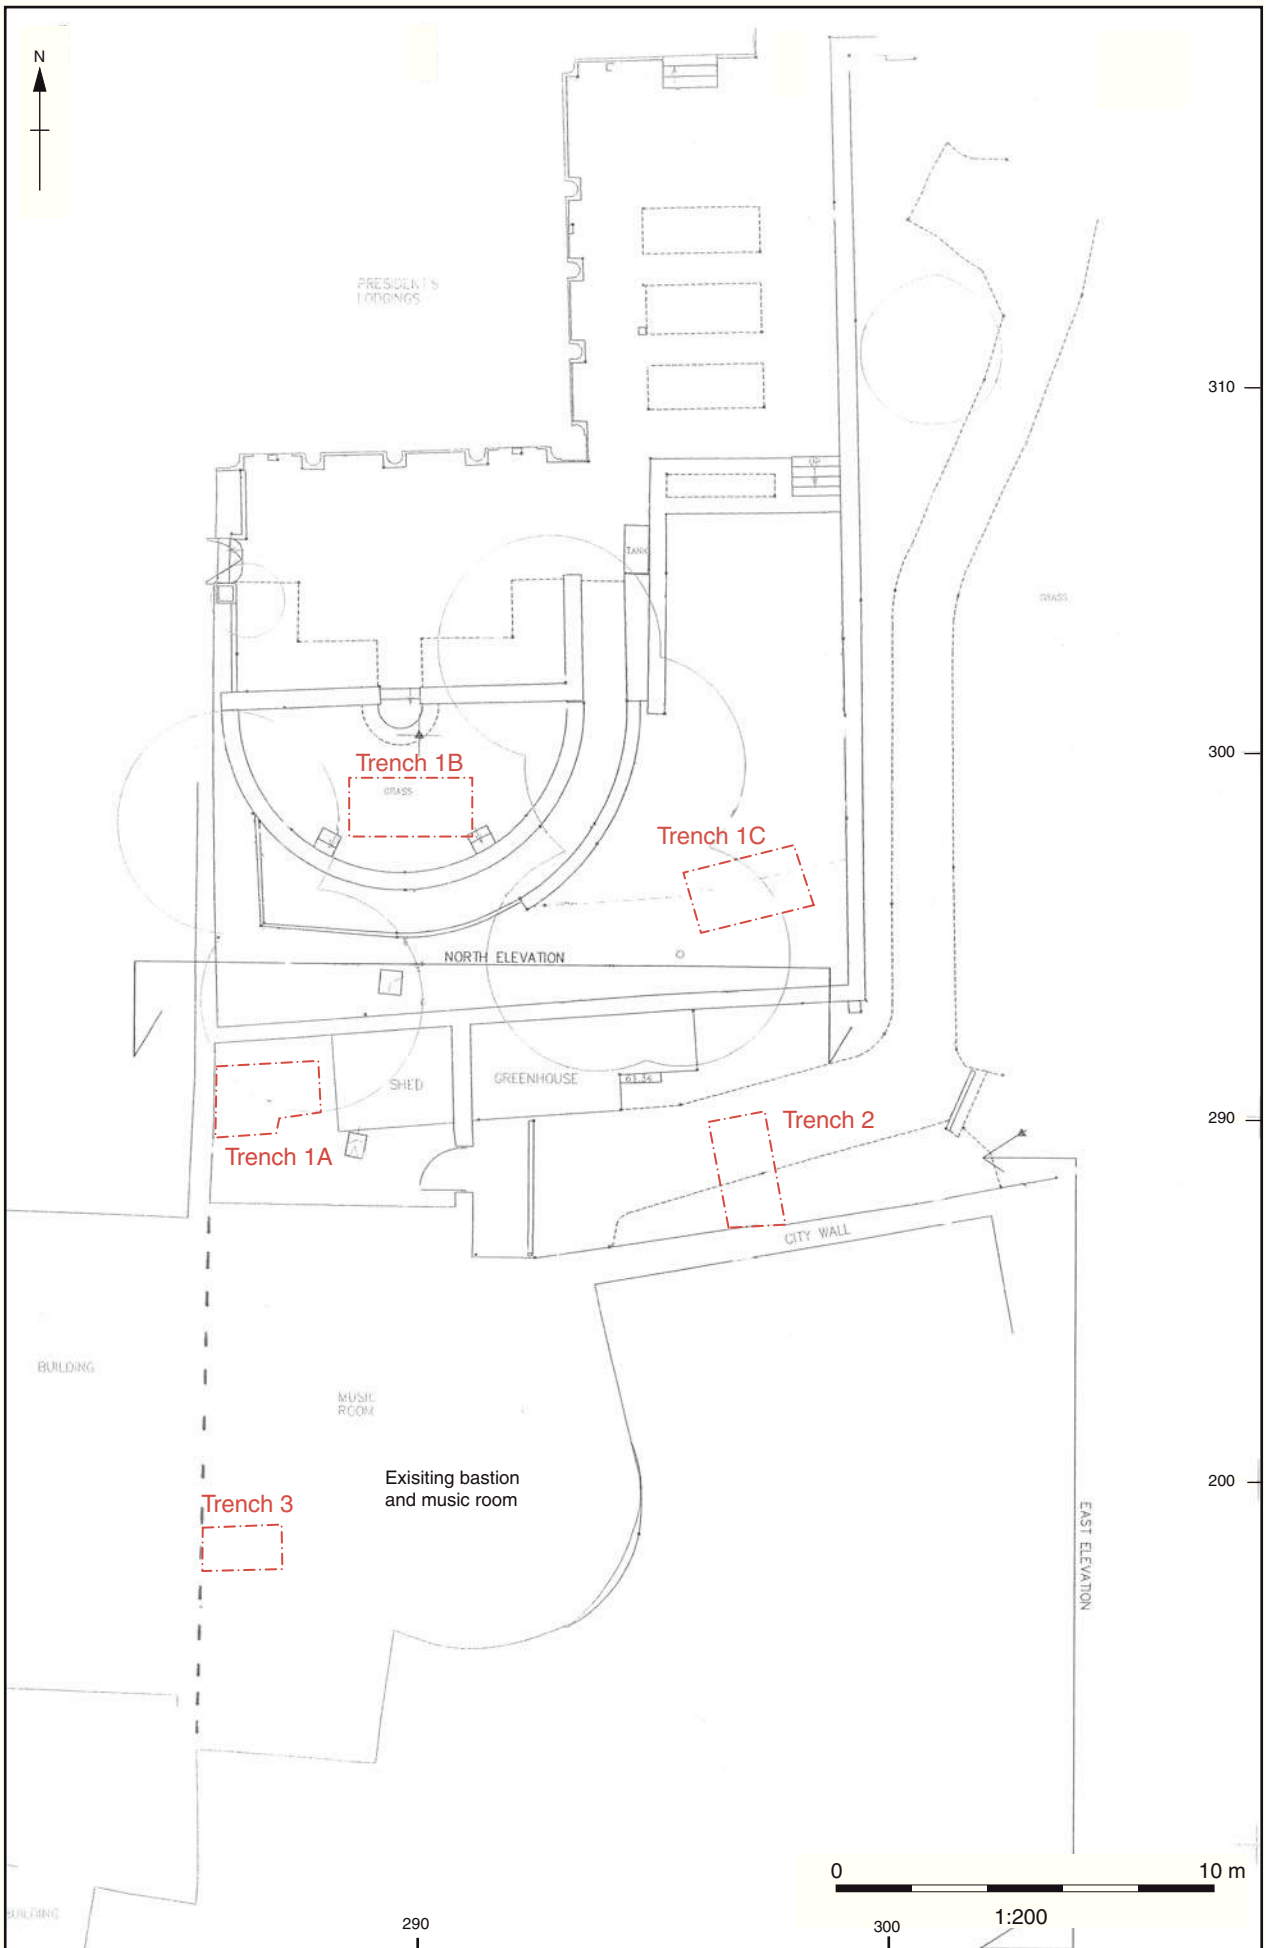 N
PRESIDENT'S
LODGINGS
310
TANK
GRASS
300
Trench 1B
GRASS
Trench 1C
NORTH ELEVATION
SHED
GREENHOUSE
290
Trench 2
Trench 1A
CITY WALL
BUILDING
MUSIC
ROOM
Exisiting bastion
and music room
200
Trench 3
EAST ELEVATION
0
10 m
1:200
BUILDING
290
300